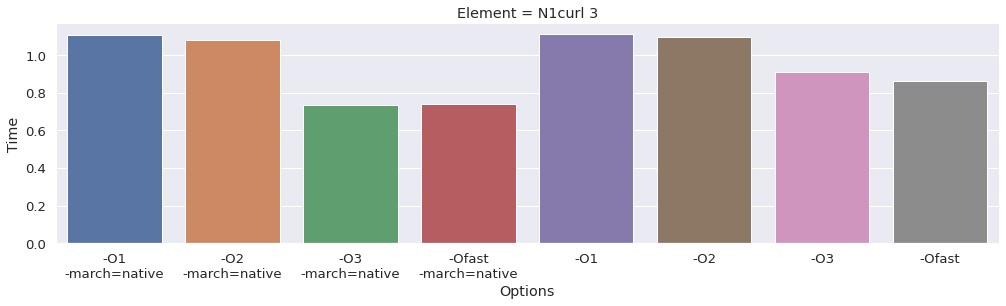 Element = N1curl 3
Time
1.0
0.8
0.6
0.4
0.2
0.0
-O1 -O2 -O3 -Ofast -O1 -O2 -O3 -Ofast
-march=native -march=native -march=native -march=native
Options